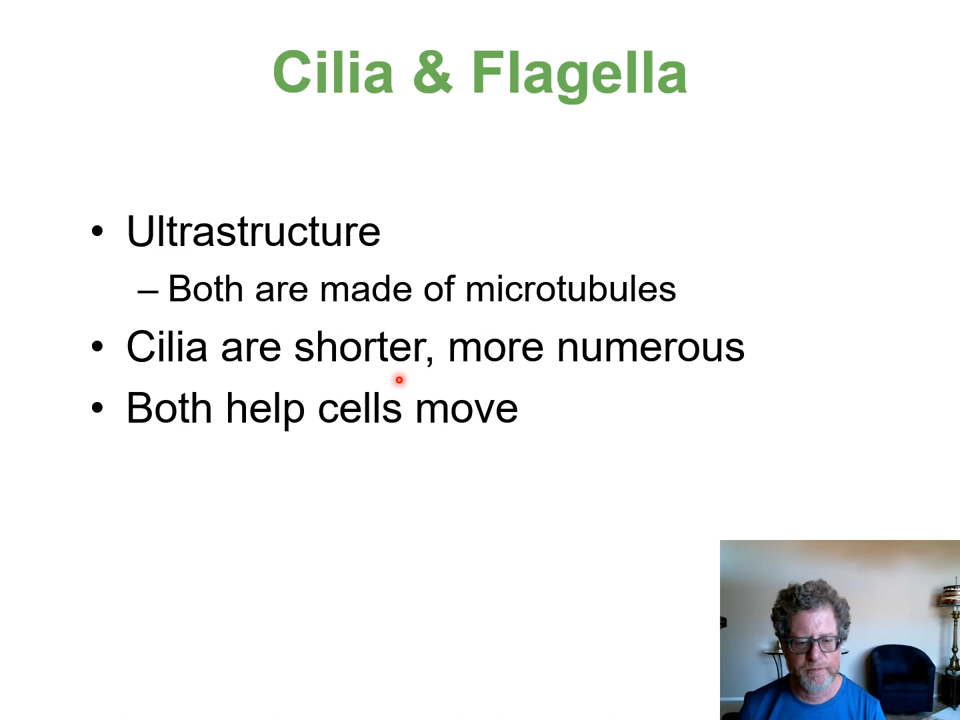 Cilia & Flagella
• Ultrastructure
– Both are made of microtubules
• Cilia are shorter, more numerous
• Both help cells move